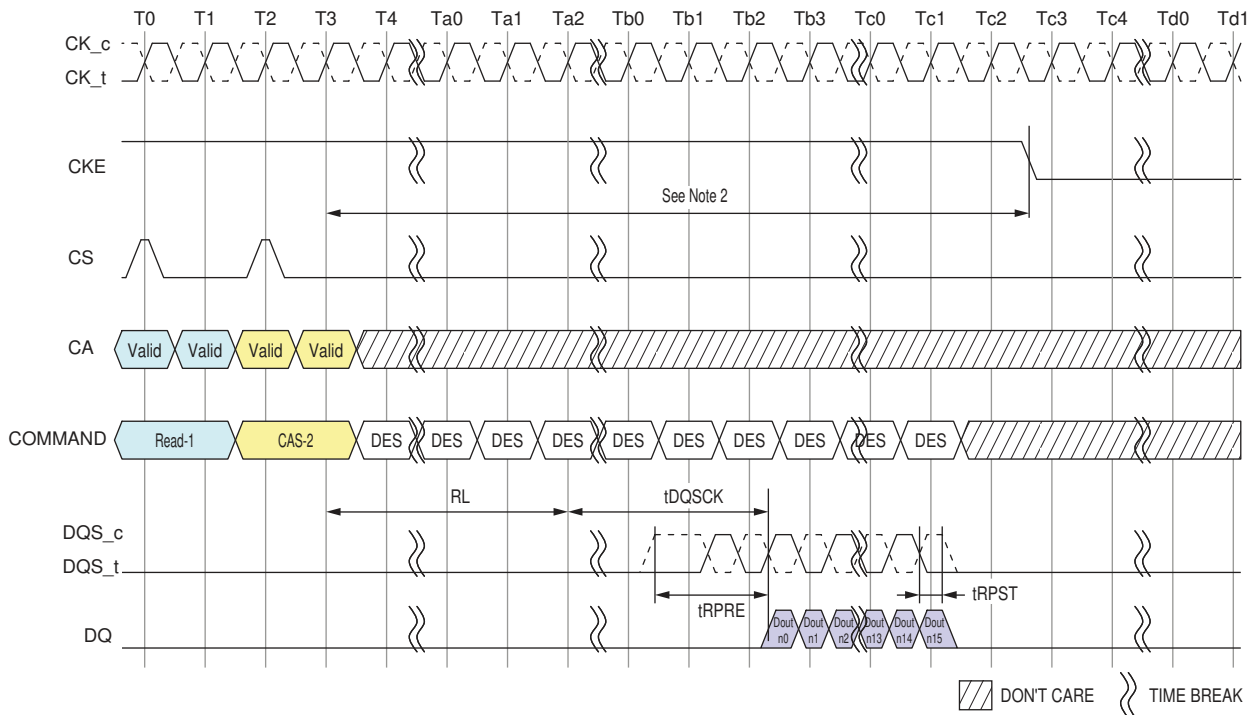 T0 T1 T2 T3 T4 Ta0 Ta1 Ta2 Tb0 Tb1 Tb2 Tb3 Tc0 Tc1 Tc2 Tc3 Tc4 Td0 Td1
CK_c
CK_t
CKE
See Note 2
CS
CA Valid Valid Valid Valid
COMMAND Read-1 CAS-2 DES DES DES DES DES DES DES DES DES DES
RL tDQSCK
DQS_c
DQS_t
tRPRE tRPST
DQ Dout n0 Dout n1 Dout n2 Dout n13 Dout n14 Dout n15
DON'T CARE TIME BREAK